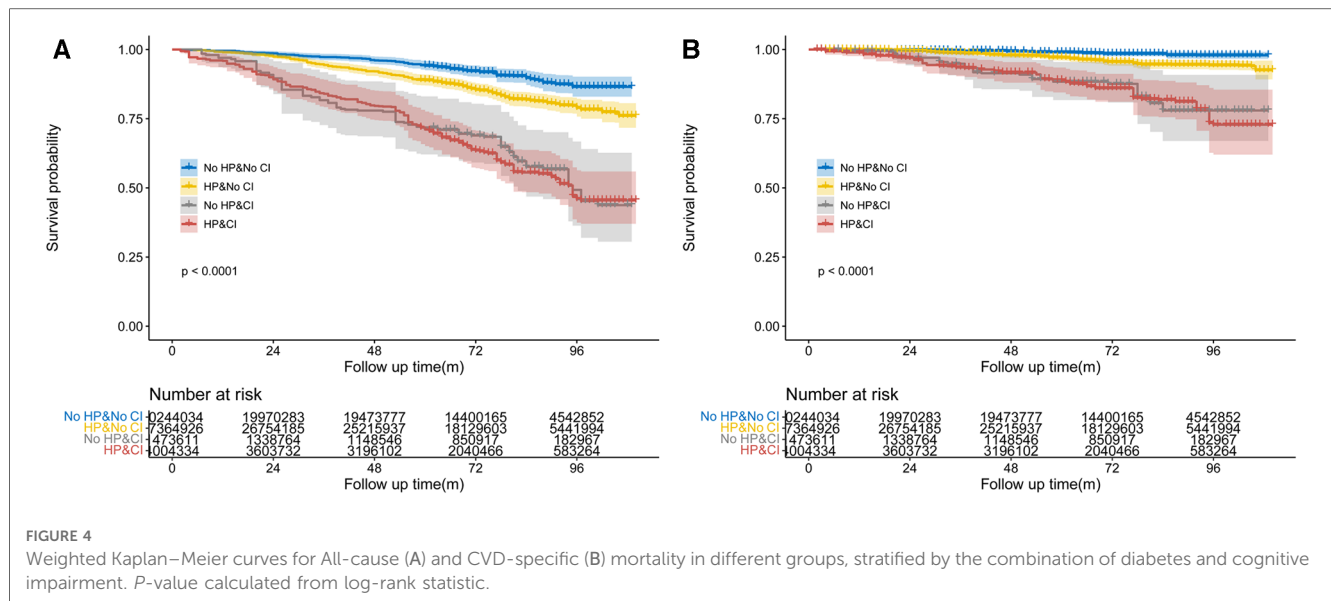 A
1.00
0.75
0.50
0.25
0.00
Survival probability
No HP&No CI
HP&No CI
No HP&CI
HP&CI
p < 0.0001
0 24 48 72 96
Follow up time(m)
Number at risk
No HP&No CI 0244034 19970283 19473777 14400165 4542852
HP&No CI 7364926 26754185 25215937 18129603 5441994
No HP&CI 473611 1338764 1148546 850917 182967
HP&CI 004334 3603732 3196102 2040466 583264
0 24 48 72 96
Follow up time(m)
B
1.00
0.75
0.50
0.25
0.00
Survival probability
No HP&No CI
HP&No CI
No HP&CI
HP&CI
p < 0.0001
0 24 48 72 96
Follow up time(m)
Number at risk
No HP&No CI 0244034 19970283 19473777 14400165 4542852
HP&No CI 7364926 26754185 25215937 18129603 5441994
No HP&CI 473611 1338764 1148546 850917 182967
HP&CI 004334 3603732 3196102 2040466 583264
0 24 48 72 96
Follow up time(m)
FIGURE 4
Weighted Kaplan–Meier curves for All-cause (A) and CVD-specific (B) mortality in different groups, stratified by the combination of diabetes and cognitive
impairment. P-value calculated from log-rank statistic.